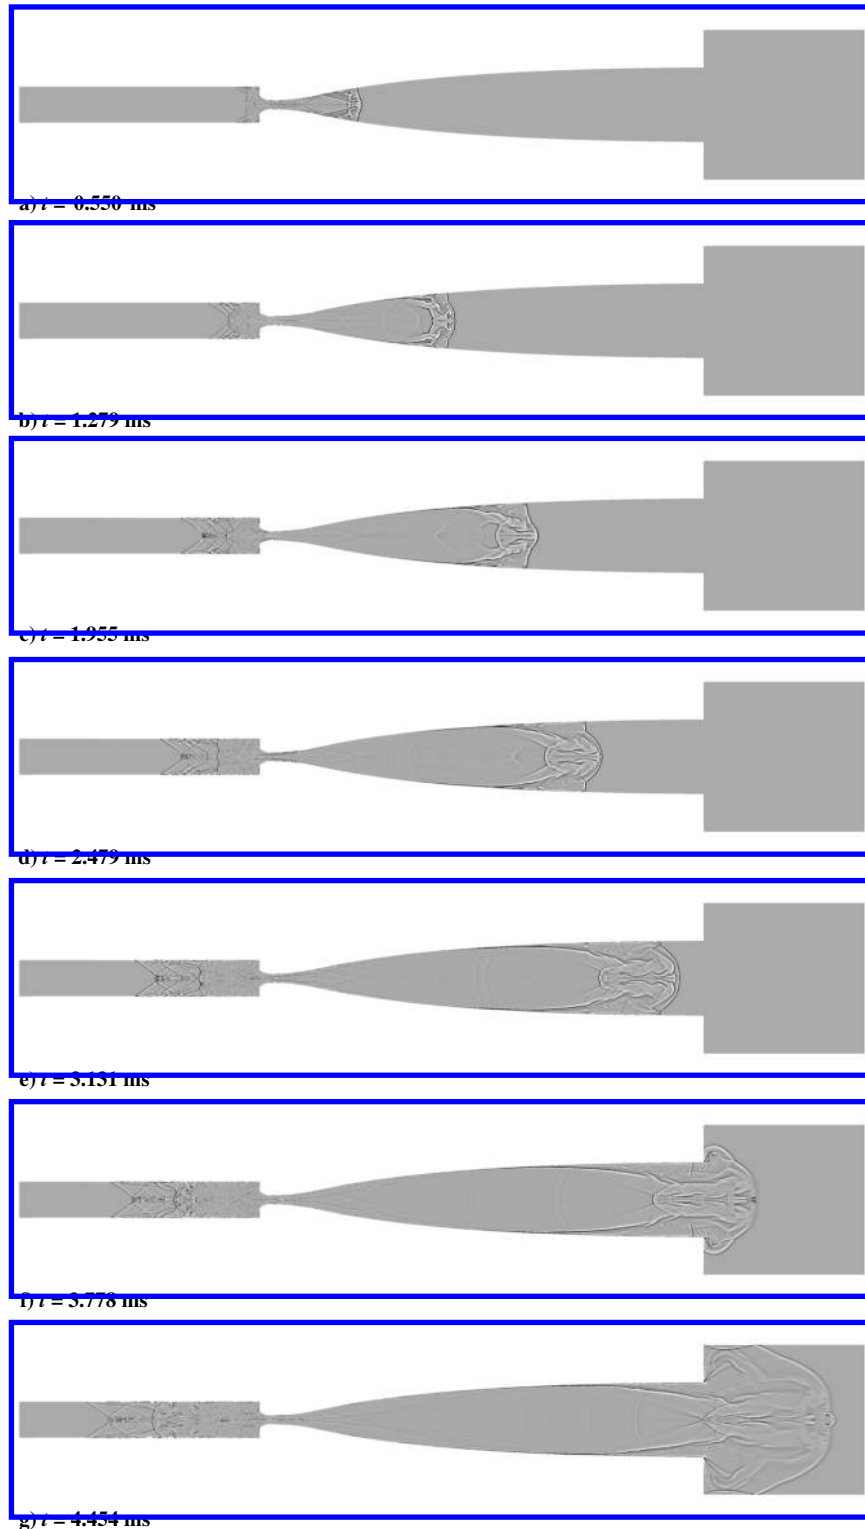 a) t = 0.550 ms
b) t = 1.279 ms
c) t = 1.955 ms
d) t = 2.479 ms
e) t = 3.131 ms
f) t = 3.778 ms
g) t = 4.454 ms